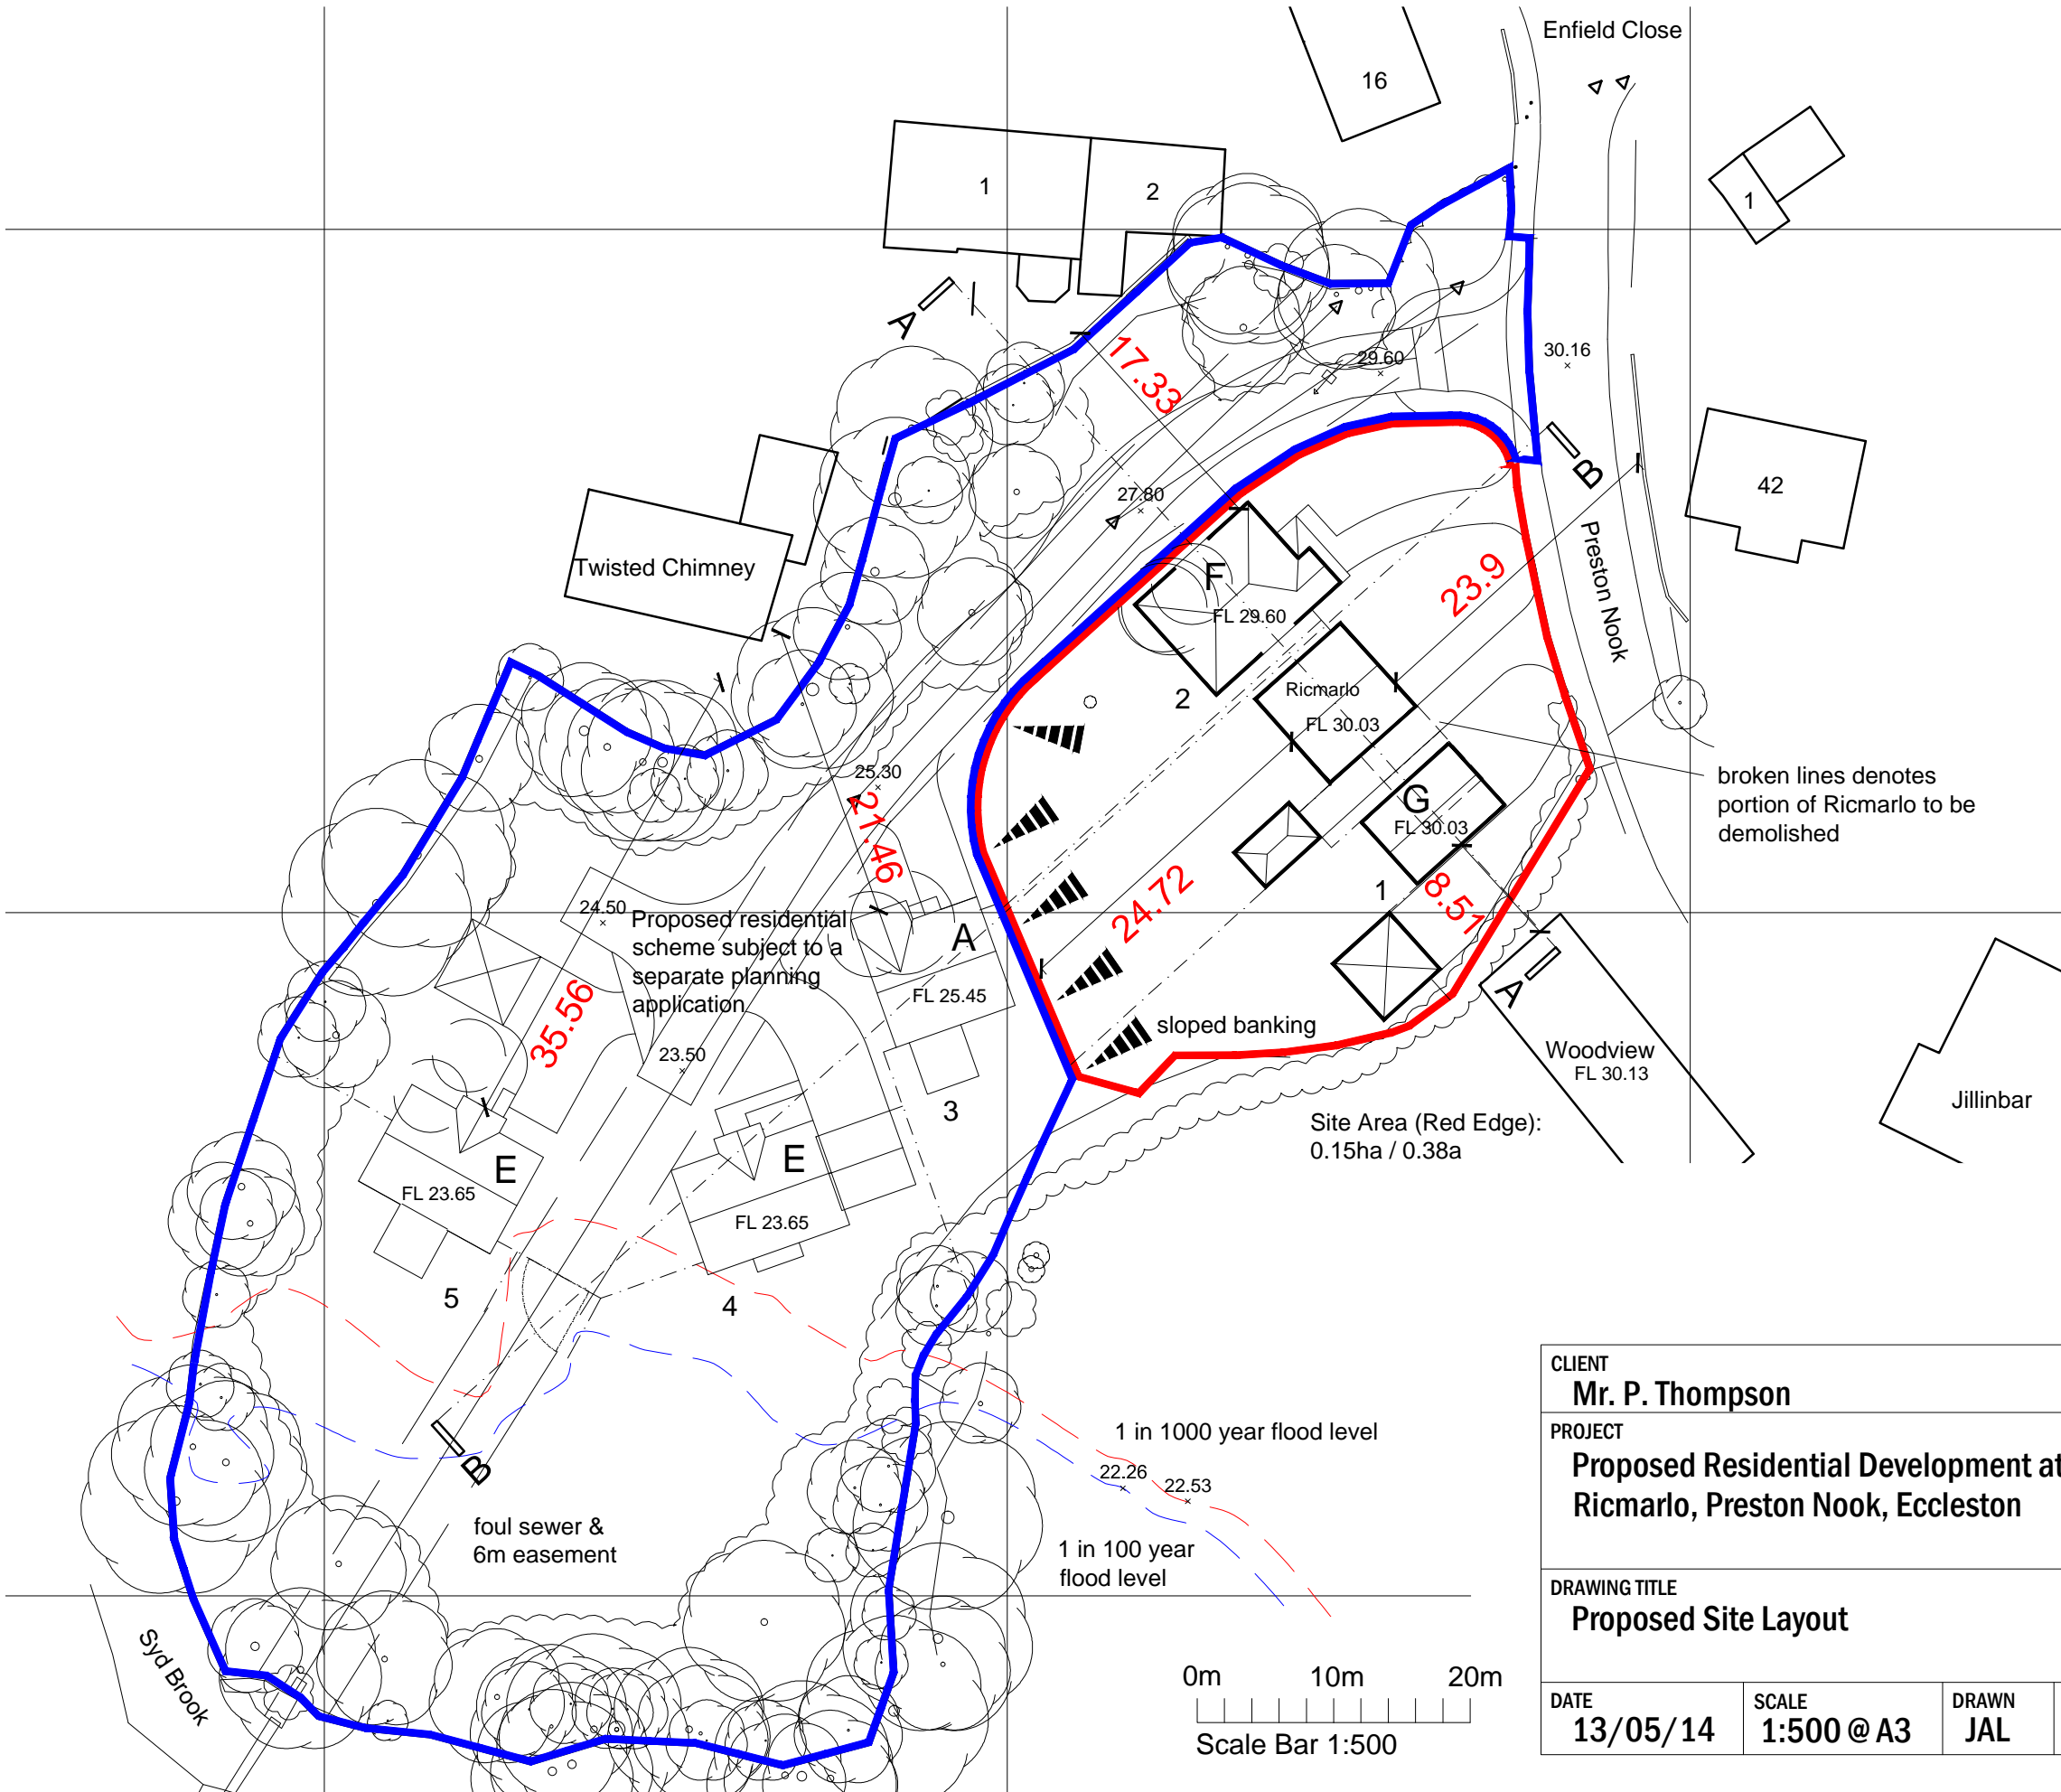 Enfield Close
16
1
2
1
A
17.33
29.60
30.16
B
42
27.80
Twisted Chimney
F
FL 29.60
23.9
Preston Nook
2
Ricmarlo
FL 30.03
25.30
21.46
G
FL 30.03
broken lines denotes
portion of Ricmarlo to be
demolished
24.50
Proposed residential
scheme subject to a
separate planning
application
A
FL 25.45
24.72
1
8.51
A
35.56
23.50
sloped banking
Woodview
FL 30.13
Jillinbar
3
Site Area (Red Edge):
0.15ha / 0.38a
E
FL 23.65
E
FL 23.65
5
4
1 in 1000 year flood level
22.26
22.53
B
foul sewer &
6m easement
1 in 100 year
flood level
Syd Brook
0m 10m 20m
Scale Bar 1:500
CLIENT
Mr. P. Thompson
PROJECT
Proposed Residential Development at
Ricmarlo, Preston Nook, Eccleston
DRAWING TITLE
Proposed Site Layout
DATE
13/05/14
SCALE
1:500 @ A3
DRAWN
JAL